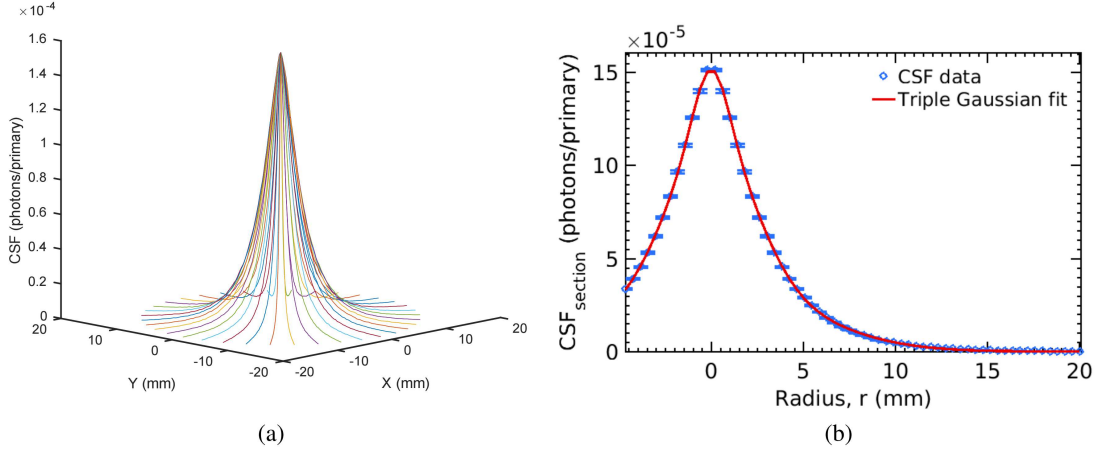 ×10⁻⁴
1.6
1.4
1.2
1
0.8
0.6
0.4
0.2
0
CSF (photons/primary)
20
10
0
-10
-20
Y (mm)
-20
-10
0
10
20
X (mm)
(a)
×10⁻⁵
15
10
5
0
CSF_section (photons/primary)
CSF data
Triple Gaussian fit
0 5 10 15 20
Radius, r (mm)
(b)